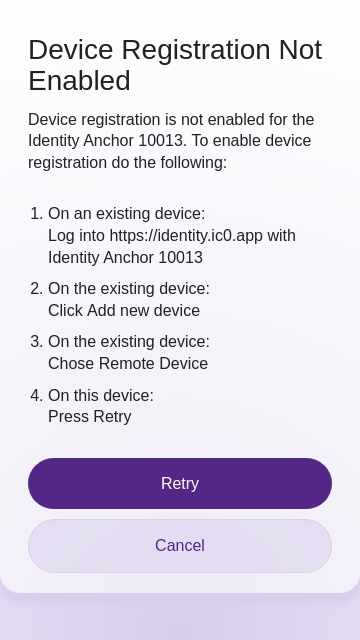 Device Registration Not
Enabled
Device registration is not enabled for the
Identity Anchor 10013. To enable device
registration do the following:
1. On an existing device:
Log into https://identity.ic0.app with
Identity Anchor 10013
2. On the existing device:
Click Add new device
3. On the existing device:
Chose Remote Device
4. On this device:
Press Retry
Retry
Cancel